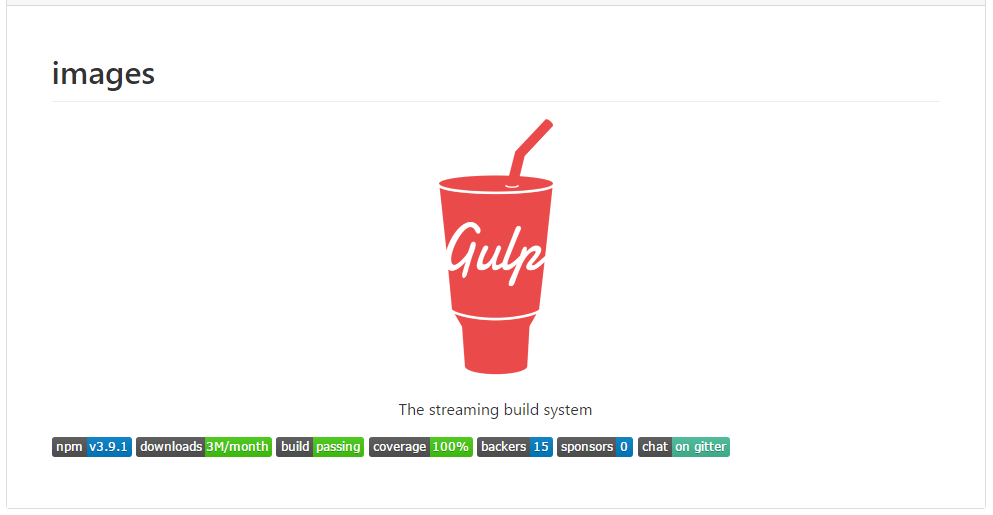 images
Gulp
The streaming build system
npm v3.9.1 downloads 3M/month build passing coverage 100% backers 15 sponsors 0 chat on gitter